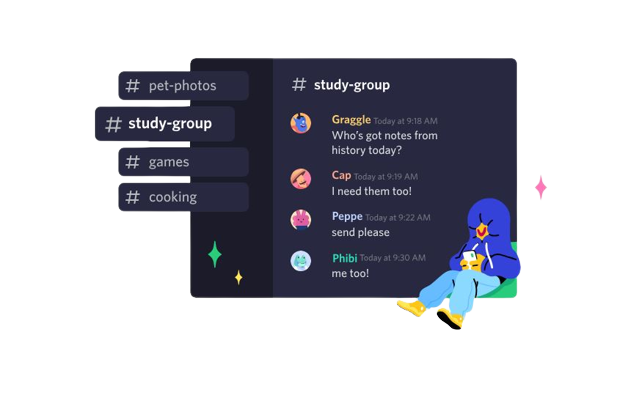 # pet-photos
# study-group
# games
# cooking
# study-group
Graggle Today at 9:18 AM
Who's got notes from
history today?
Cap Today at 9:19 AM
I need them too!
Peppe Today at 9:22 AM
send please
Phibi Today at 9:30 AM
me too!